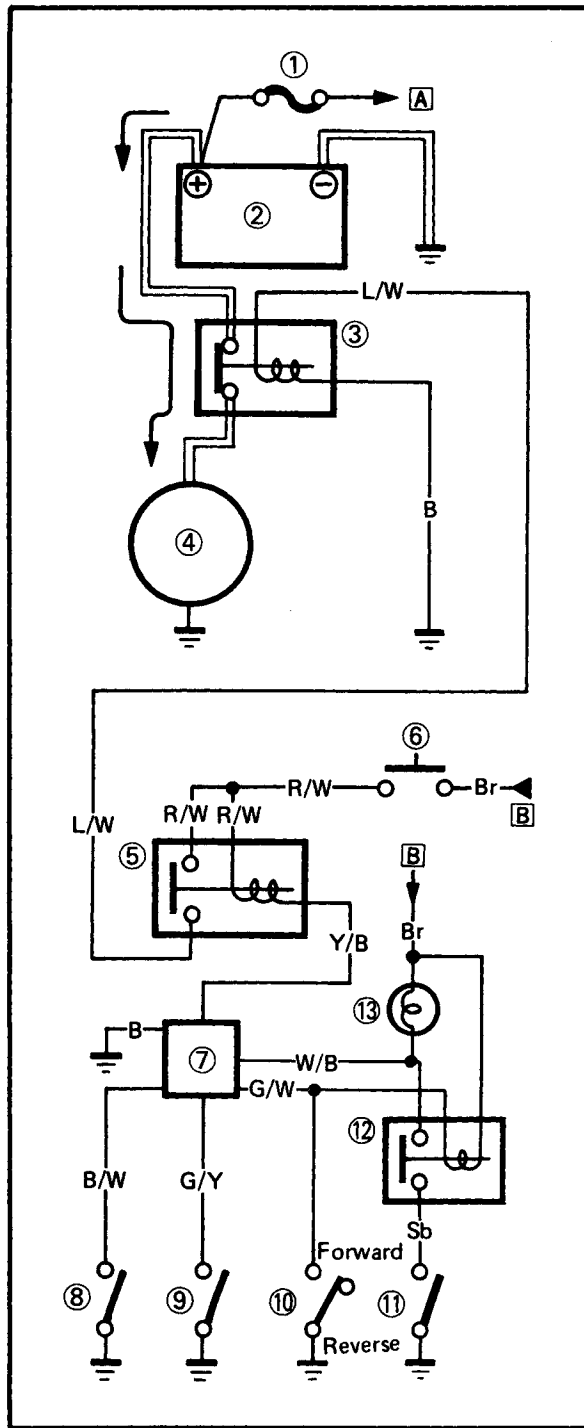 ①
A
+
−
②
L/W
③
B
④
⑥
R/W
Br
B
R/W
R/W
L/W
⑤
B
Y/B
Br
⑬
B
⑦
W/B
G/W
⑫
B/W
G/Y
Sb
Forward
⑧
⑨
⑩
⑪
Reverse